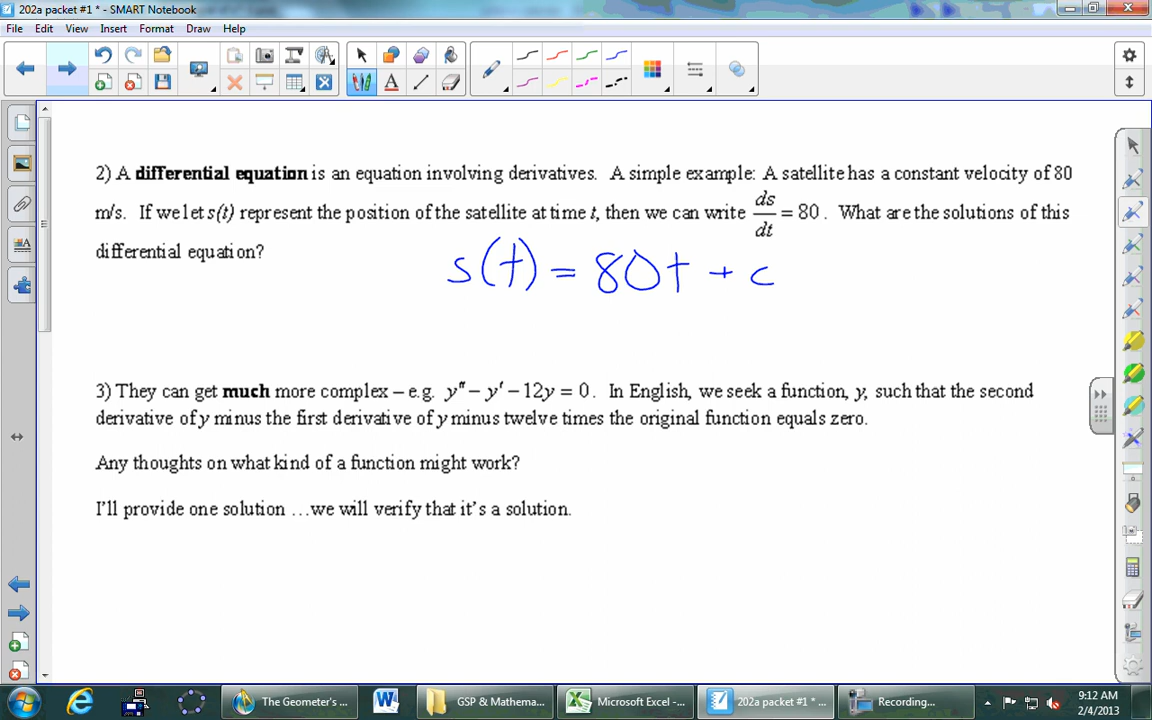 202a packet #1 * - SMART Notebook
File Edit View Insert Format Draw Help
2) A differential equation is an equation involving derivatives. A simple example: A satellite has a constant velocity of 80
m/s. If we let s(t) represent the position of the satellite at time t, then we can write ds/dt = 80 . What are the solutions of this
differential equation?
s(t) = 80t + c
3) They can get much more complex – e.g. y″ − y′ − 12y = 0 . In English, we seek a function, y, such that the second
derivative of y minus the first derivative of y minus twelve times the original function equals zero.
Any thoughts on what kind of a function might work?
I'll provide one solution …we will verify that it's a solution.
The Geometer's ... GSP & Mathema... Microsoft Excel -... 202a packet #1 * ... Recording... 9:12 AM
2/4/2013